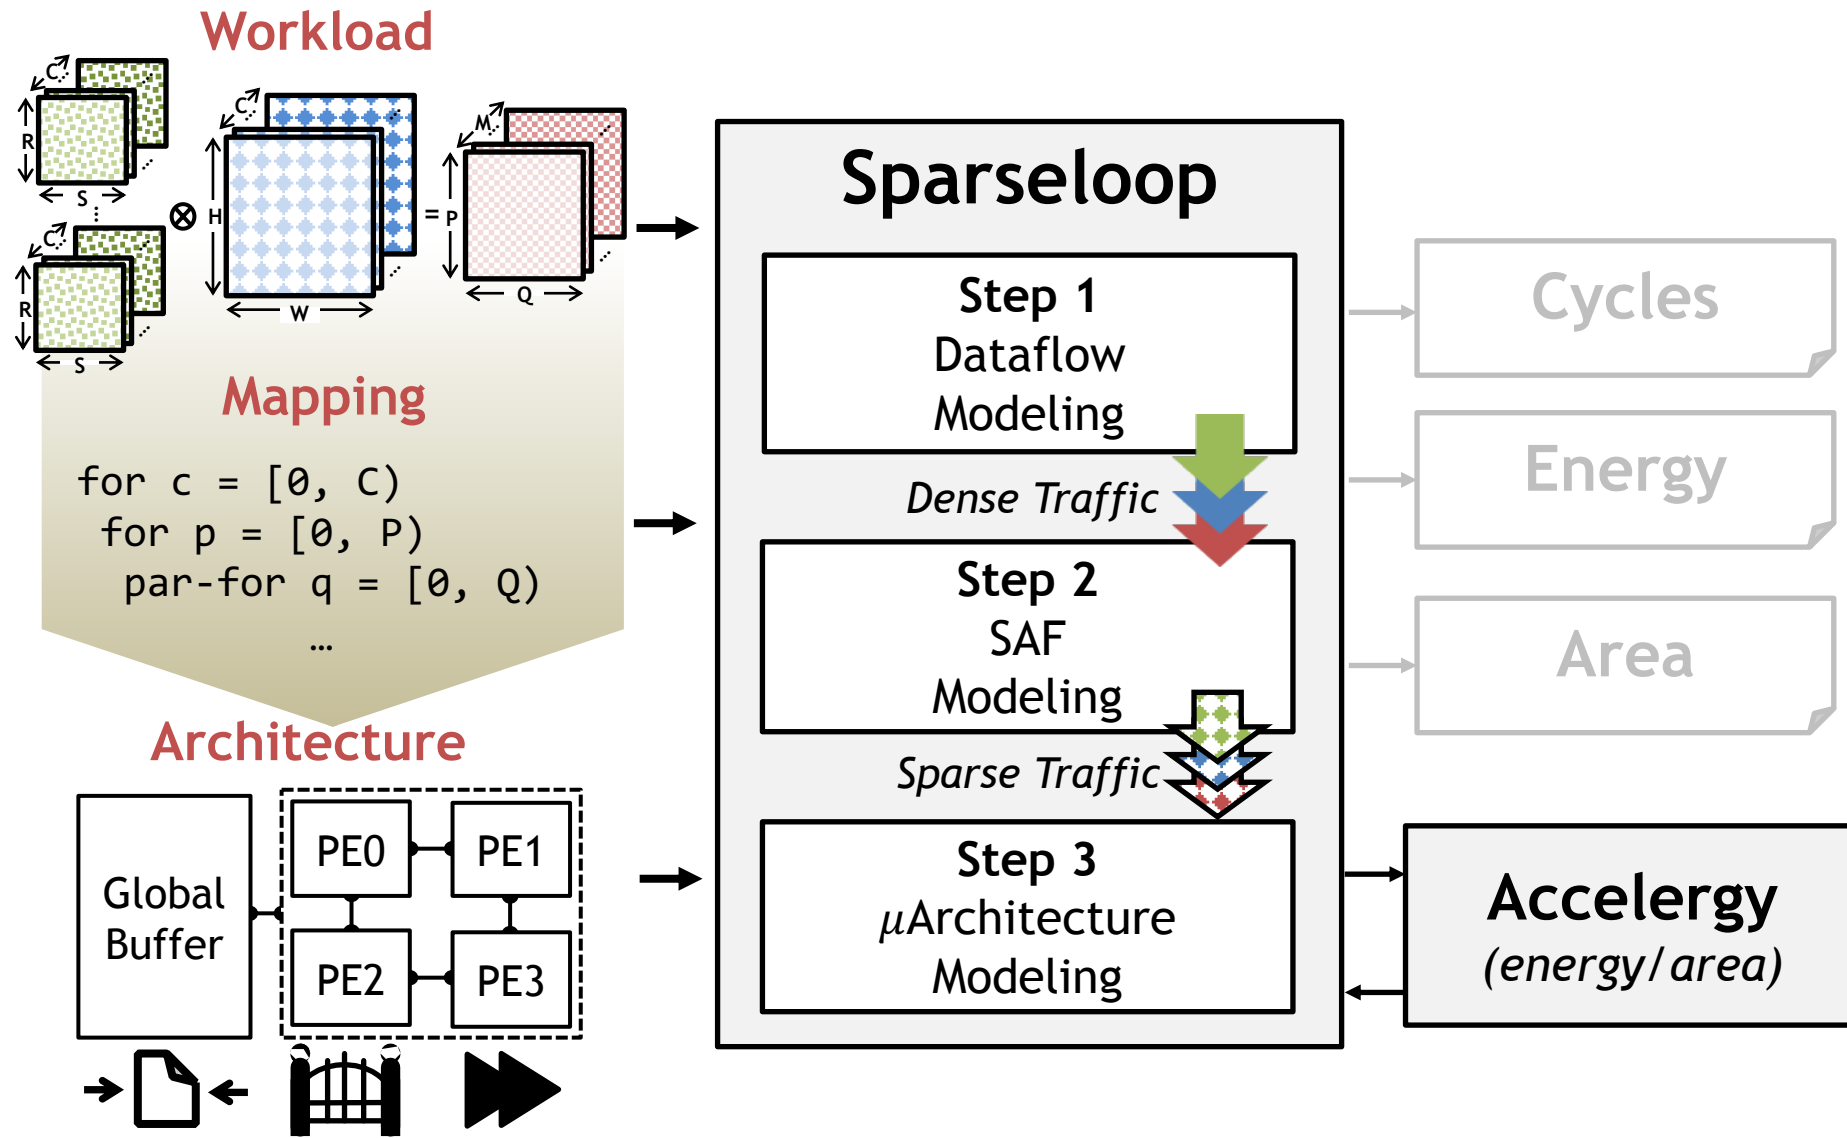 Workload
C
R
S
C
R
S
C
H
W
=
M
P
Q
Mapping
for c = [0, C)
for p = [0, P)
par-for q = [0, Q)
…
Architecture
Global
Buffer
PE0
PE1
PE2
PE3
Sparseloop
Step 1
Dataflow
Modeling
Dense Traffic
Step 2
SAF
Modeling
Sparse Traffic
Step 3
μArchitecture
Modeling
Cycles
Energy
Area
Accelergy
(energy/area)